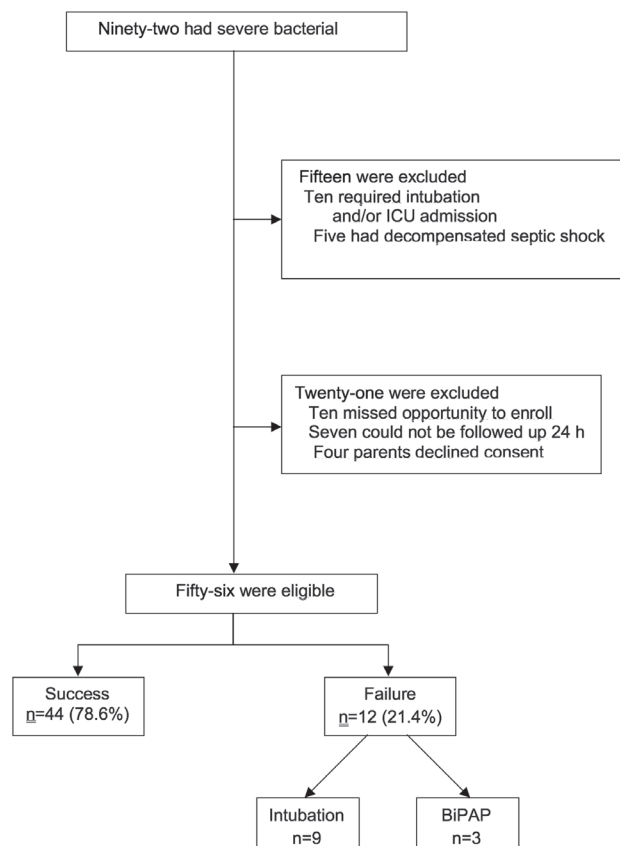 Ninety-two had severe bacterial
Fifteen were excluded
Ten required intubation
and/or ICU admission
Five had decompensated septic shock
Twenty-one were excluded
Ten missed opportunity to enroll
Seven could not be followed up 24 h
Four parents declined consent
Fifty-six were eligible
Success
n=44 (78.6%)
Failure
n=12 (21.4%)
Intubation
n=9
BiPAP
n=3